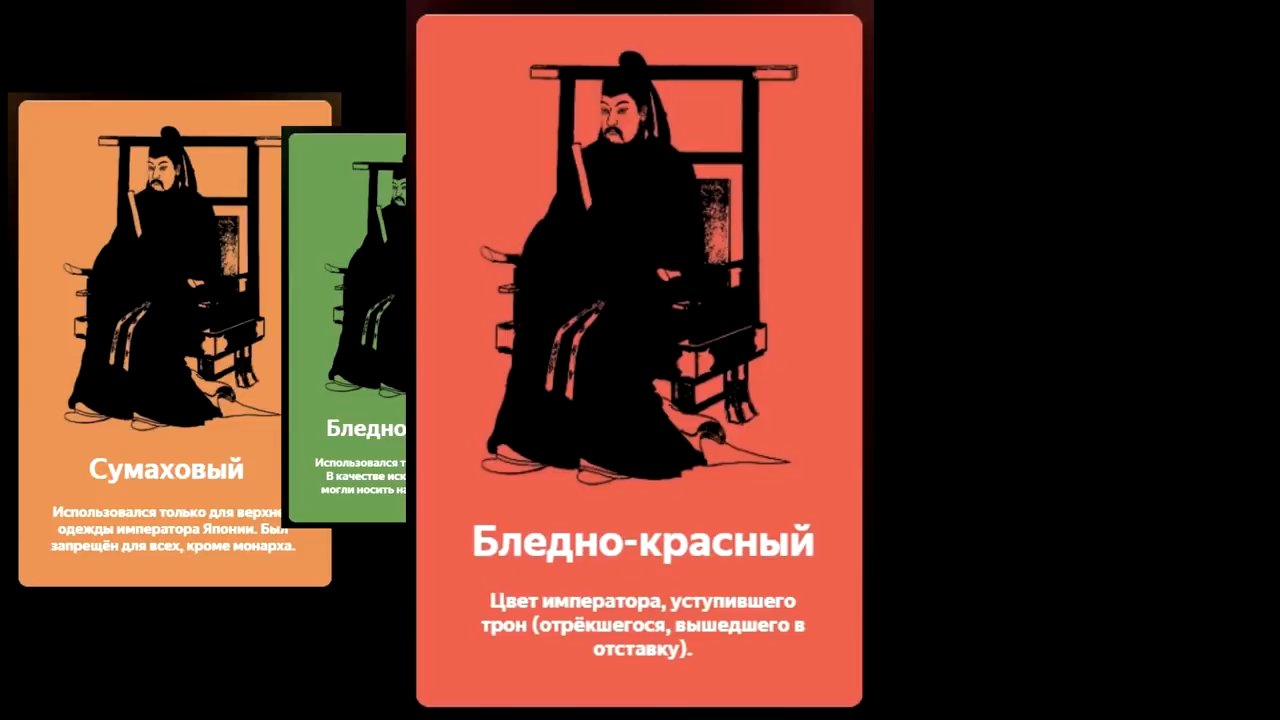 Сумаховый
Использовался только для верхне
одежды императора Японии. Был
запрещён для всех, кроме монарха.
Бледно
Использовался т
В качестве иск
могли носить на
Бледно-красный
Цвет императора, уступившего
трон (отрёкшегося, вышедшего в
отставку).